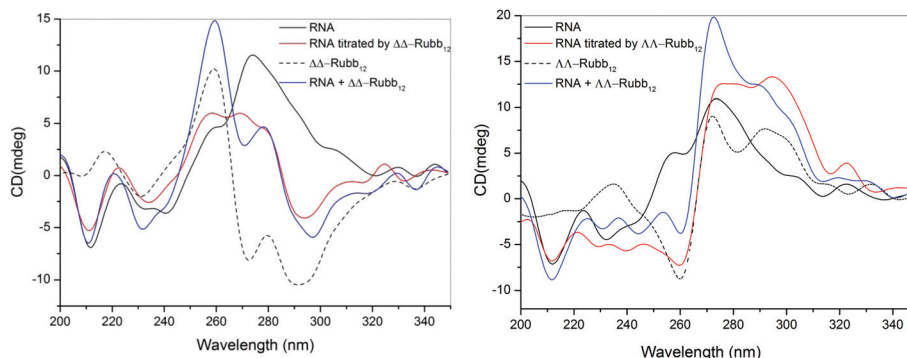 15
10
5
0
-5
-10
CD(mdeg)
200 220 240 260 280 300 320 340
Wavelength (nm)
RNA
RNA titrated by ΔΔ–Rubb₁₂
ΔΔ–Rubb₁₂
RNA + ΔΔ–Rubb₁₂
20
15
10
5
0
-5
-10
CD(mdeg)
200 220 240 260 280 300 320 340
Wavelength (nm)
RNA
RNA titrated by ΛΛ–Rubb₁₂
ΛΛ–Rubb₁₂
RNA + ΛΛ–Rubb₁₂